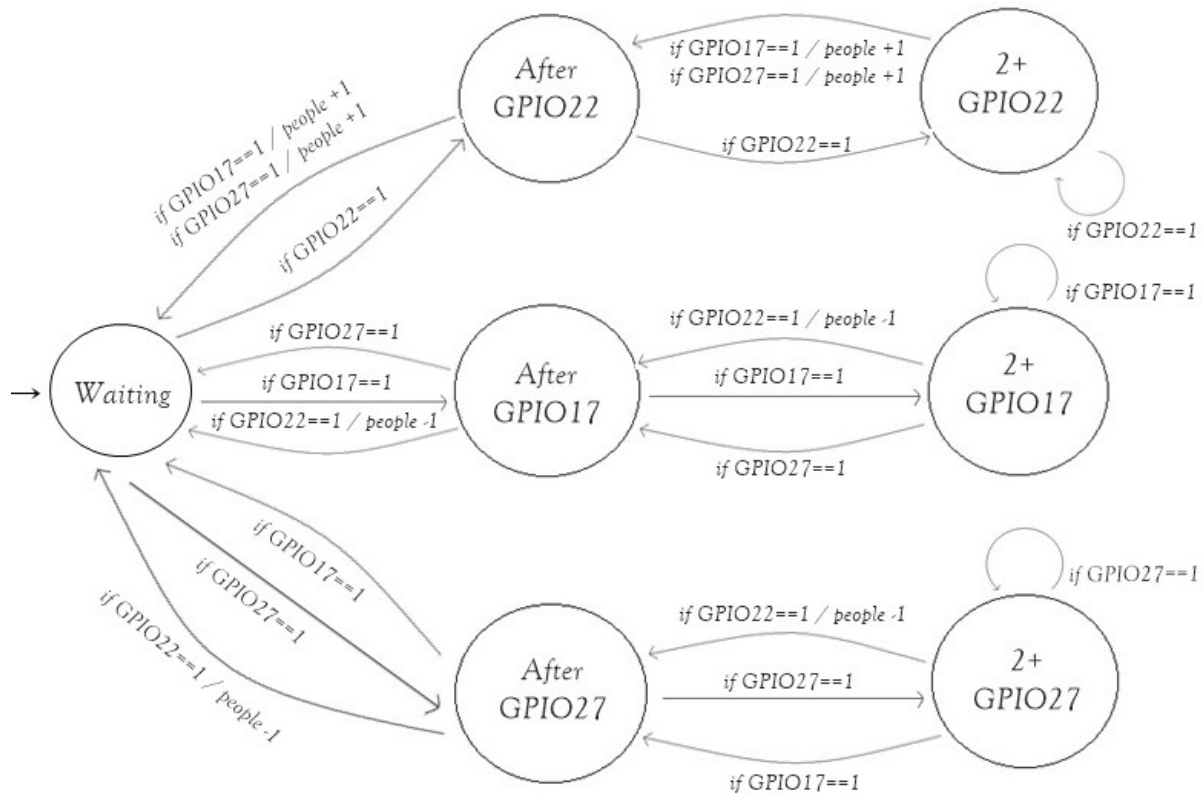 After
GPIO22
if GPIO17==1 / people +1
if GPIO27==1 / people +1
2+
GPIO22
if GPIO22==1
if GPIO22==1
if GPIO17==1 / people +1
if GPIO27==1 / people +1
if GPIO22==1
if GPIO17==1
Waiting
if GPIO27==1
if GPIO17==1
if GPIO22==1 / people -1
After
GPIO17
if GPIO22==1 / people -1
if GPIO17==1
if GPIO27==1
2+
GPIO17
if GPIO17==1
if GPIO27==1
if GPIO22==1 / people -1
After
GPIO27
if GPIO22==1 / people -1
if GPIO27==1
if GPIO17==1
2+
GPIO27
if GPIO27==1